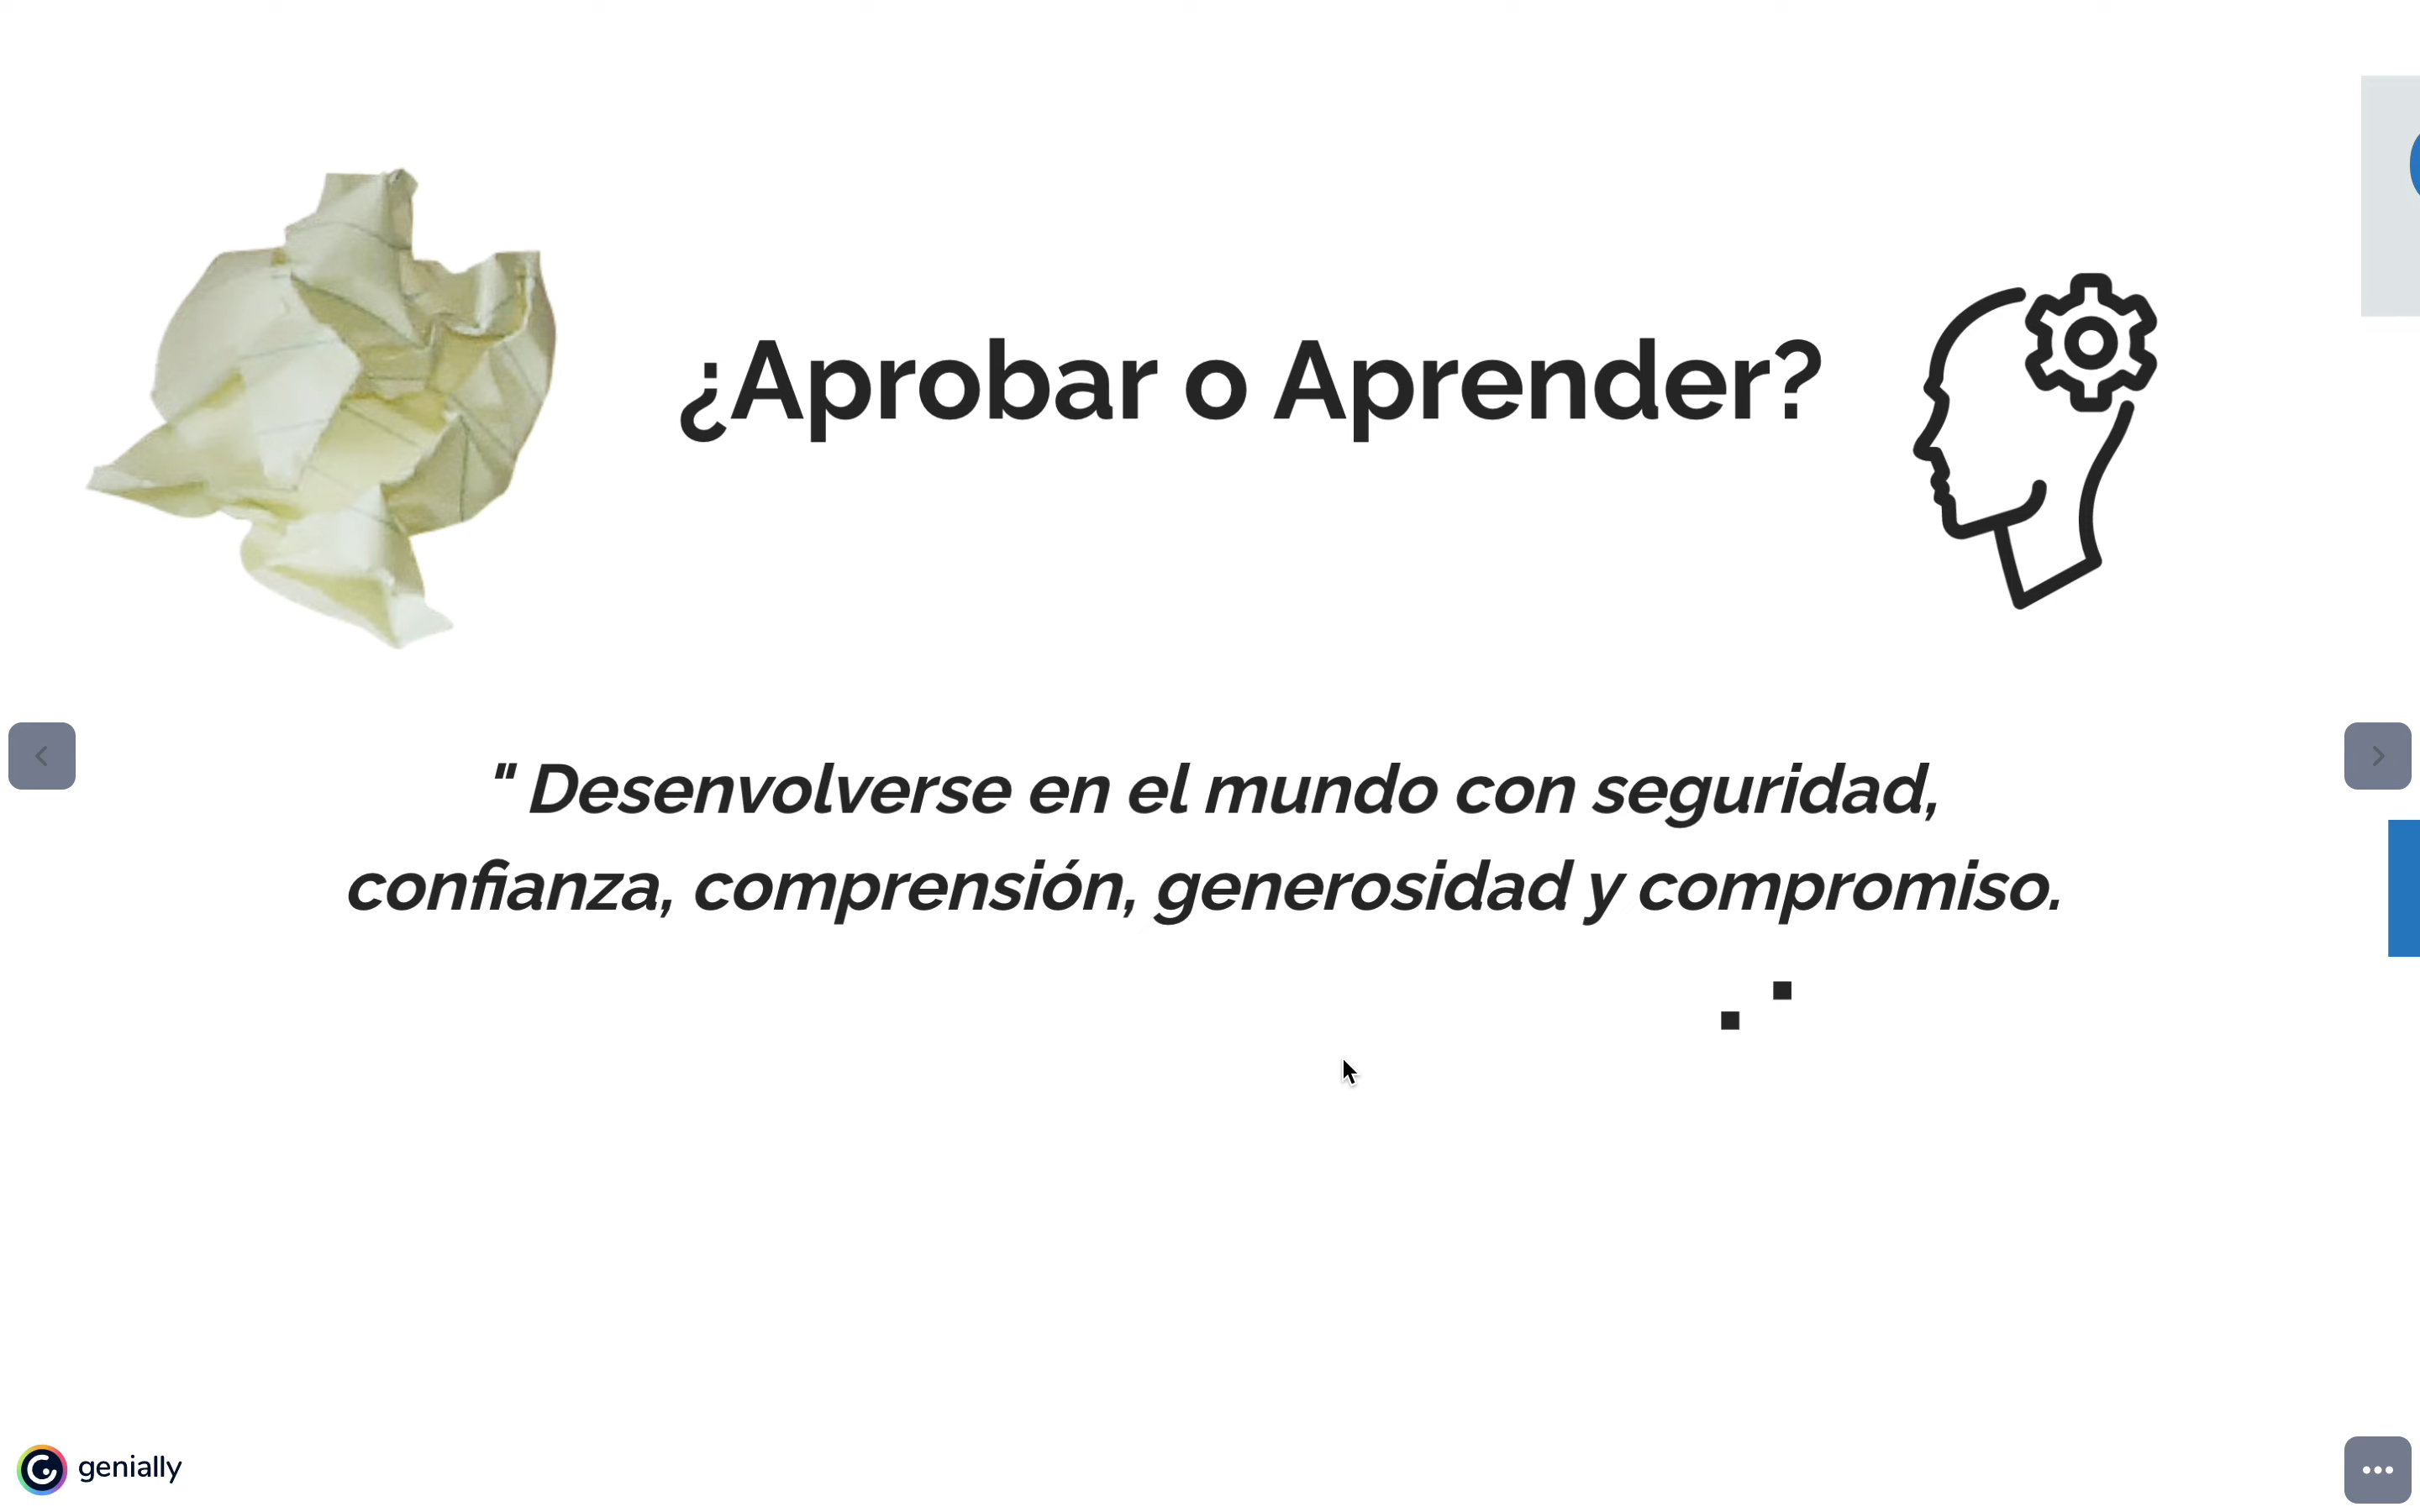 ¿Aprobar o Aprender?
" Desenvolverse en el mundo con seguridad,
confianza, comprensión, generosidad y compromiso.
genially